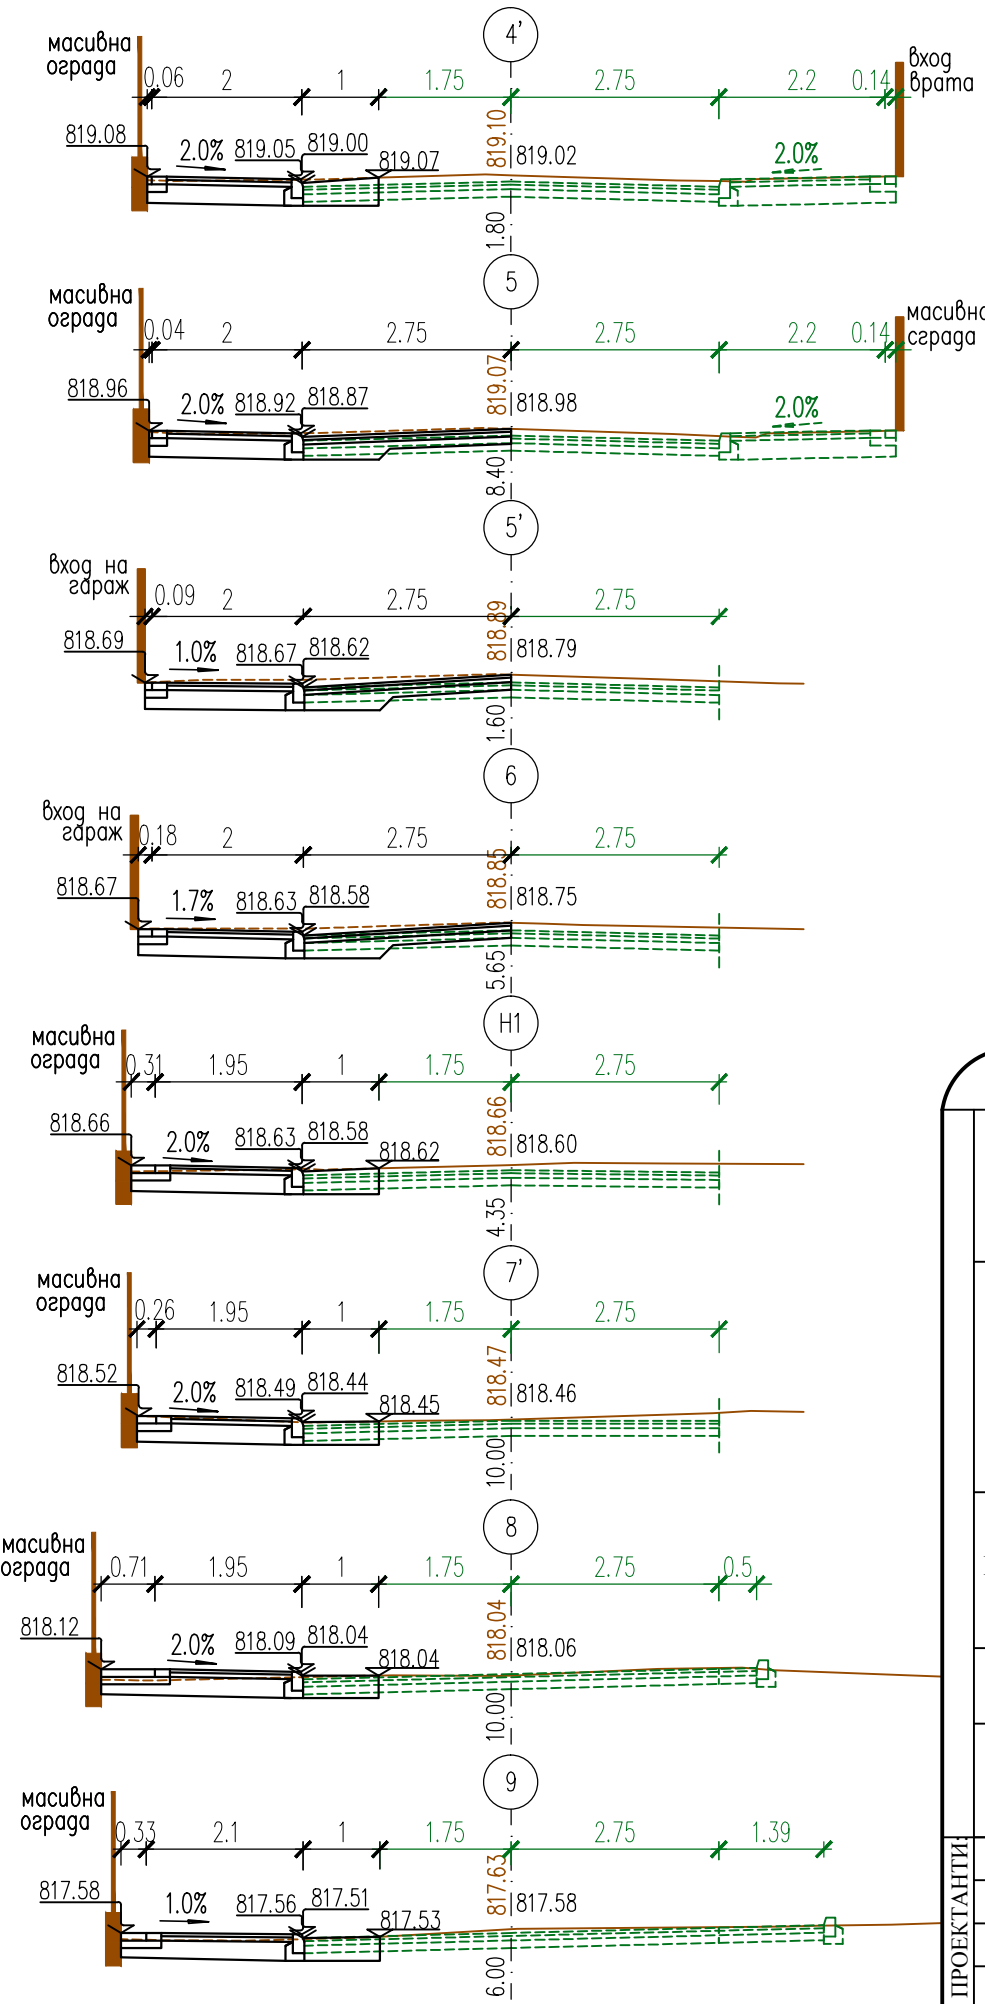 4'
масивна ограда
вход врата
0.06 2 1 1.75 2.75 2.2 0.14
819.08 2.0% 819.05 819.00 819.07 819.10 819.02 2.0%
1.80
5
масивна ограда
масивна сграда
0.04 2 2.75 2.75 2.2 0.14
818.96 2.0% 818.92 818.87 819.07 818.98 2.0%
8.40
5'
вход на гараж
0.09 2 2.75 2.75
818.69 1.0% 818.67 818.62 818.89 818.79
1.60
6
вход на гараж
0.18 2 2.75 2.75
818.67 1.7% 818.63 818.58 818.85 818.75
5.65
H1
масивна ограда
0.31 1.95 1 1.75 2.75
818.66 2.0% 818.63 818.58 818.62 818.66 818.60
4.35
7'
масивна ограда
0.26 1.95 1 1.75 2.75
818.52 2.0% 818.49 818.44 818.45 818.47 818.46
10.00
8
масивна ограда
0.71 1.95 1 1.75 2.75 0.5
818.12 2.0% 818.09 818.04 818.04 818.04 818.06
10.00
9
масивна ограда
0.33 2.1 1 1.75 2.75 1.39
817.58 1.0% 817.56 817.51 817.53 817.63 817.58
6.00
ПРОЕКТАНТИ: